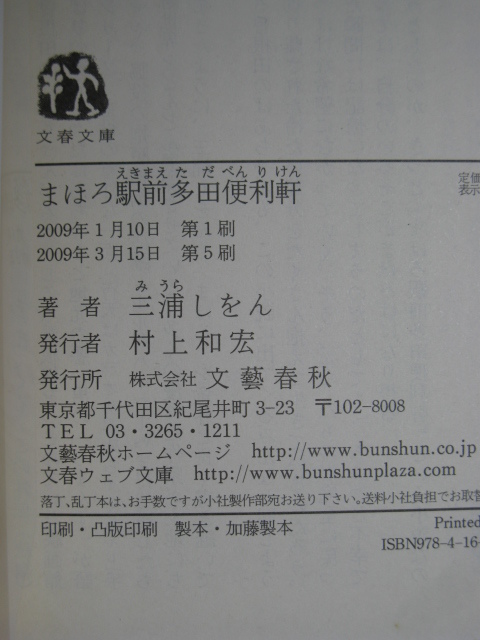 文春文庫
えきまえ た だ べん り けん
まほろ駅前多田便利軒
定価
表示
2009年1月10日 第1刷
2009年3月15日 第5刷
み うら
著 者 三浦しをん
発行者 村上和宏
発行所 株式会社 文藝春秋
東京都千代田区紀尾井町 3-23 〒102-8008
TEL 03・3265・1211
文藝春秋ホームページ http://www.bunshun.co.jp
文春ウェブ文庫 http://www.bunshunplaza.com
落丁、乱丁本は、お手数ですが小社製作部宛お送り下さい。送料小社負担でお取替
印刷・凸版印刷 製本・加藤製本
Printed
ISBN978-4-16-